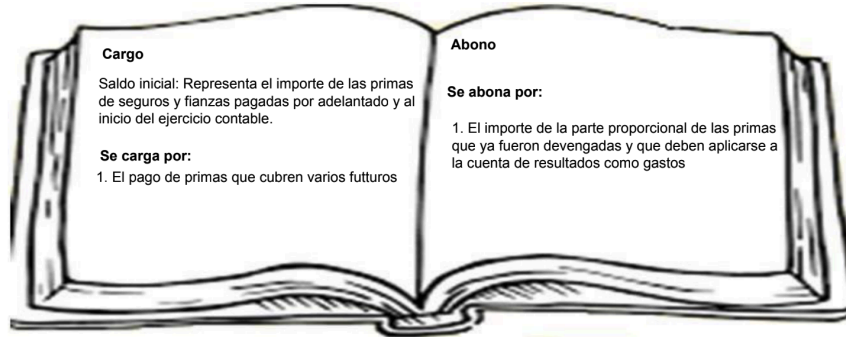 Cargo
Saldo inicial: Representa el importe de las primas
de seguros y fianzas pagadas por adelantado y al
inicio del ejercicio contable.
Se carga por:
1. El pago de primas que cubren varios futturos
Abono
Se abona por:
1. El importe de la parte proporcional de las primas
que ya fueron devengadas y que deben aplicarse a
la cuenta de resultados como gastos